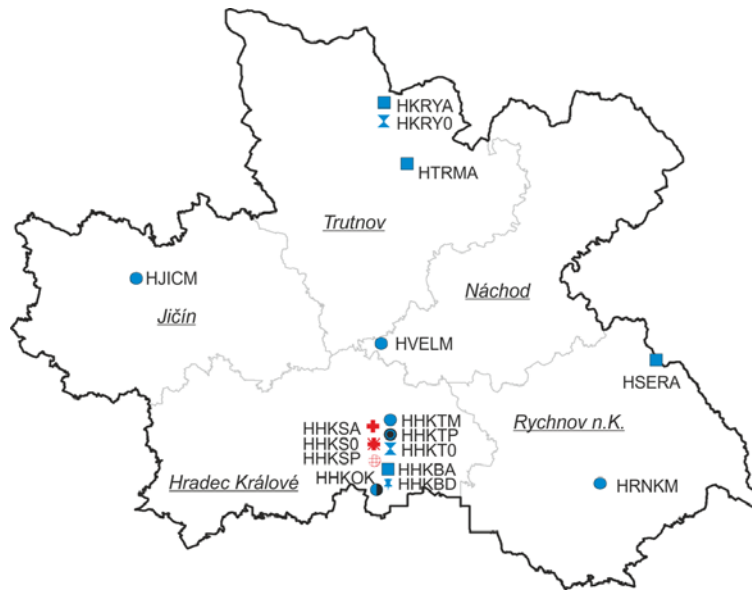 HKRYA
HKRY0
HTRMA
Trutnov
HJICM
Náchod
Jičín
HVELM
HSERA
HHKSA
HHKTM
HHKS0
HHKTP
Rychnov n.K.
HHKSP
HHKT0
HHKBA
Hradec Králové
HHKOK
HHKBD
HRNKM